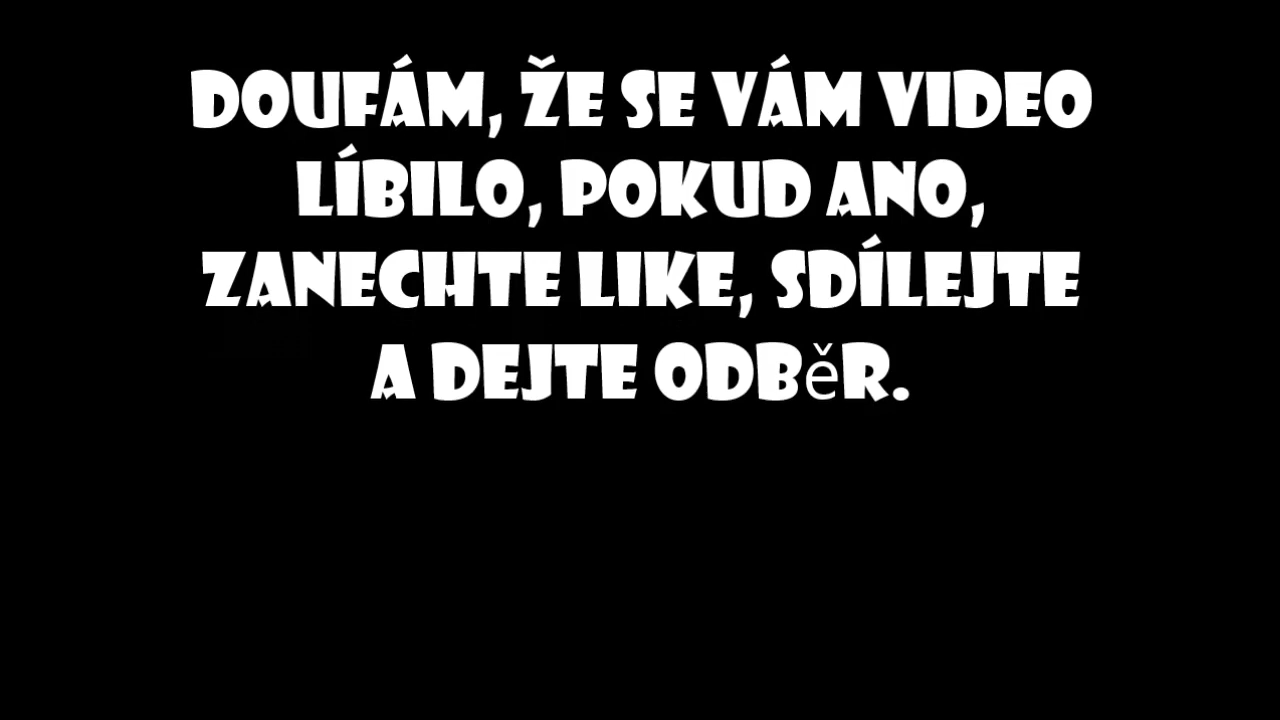 DOUFÁM, ŽE SE VÁM VIDEO
LÍBILO, POKUD ANO,
ZANECHTE LIKE, SDÍLEJTE
A DEJTE ODBěR.